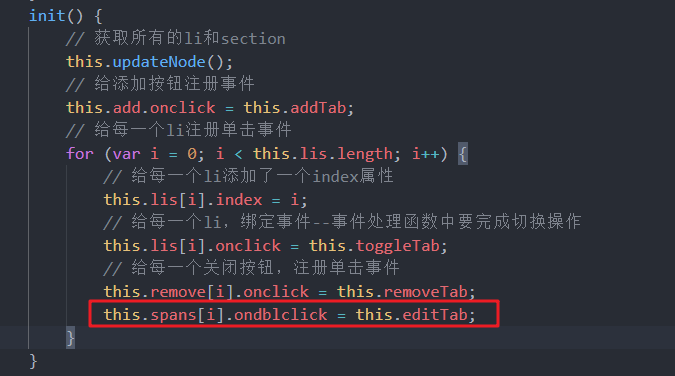 init() {
// 获取所有的li和section
this.updateNode();
// 给添加按钮注册事件
this.add.onclick = this.addTab;
// 给每一个li注册单击事件
for (var i = 0; i < this.lis.length; i++) {
// 给每一个li添加了一个index属性
this.lis[i].index = i;
// 给每一个li，绑定事件--事件处理函数中要完成切换操作
this.lis[i].onclick = this.toggleTab;
// 给每一个关闭按钮，注册单击事件
this.remove[i].onclick = this.removeTab;
this.spans[i].ondblclick = this.editTab;
}
}